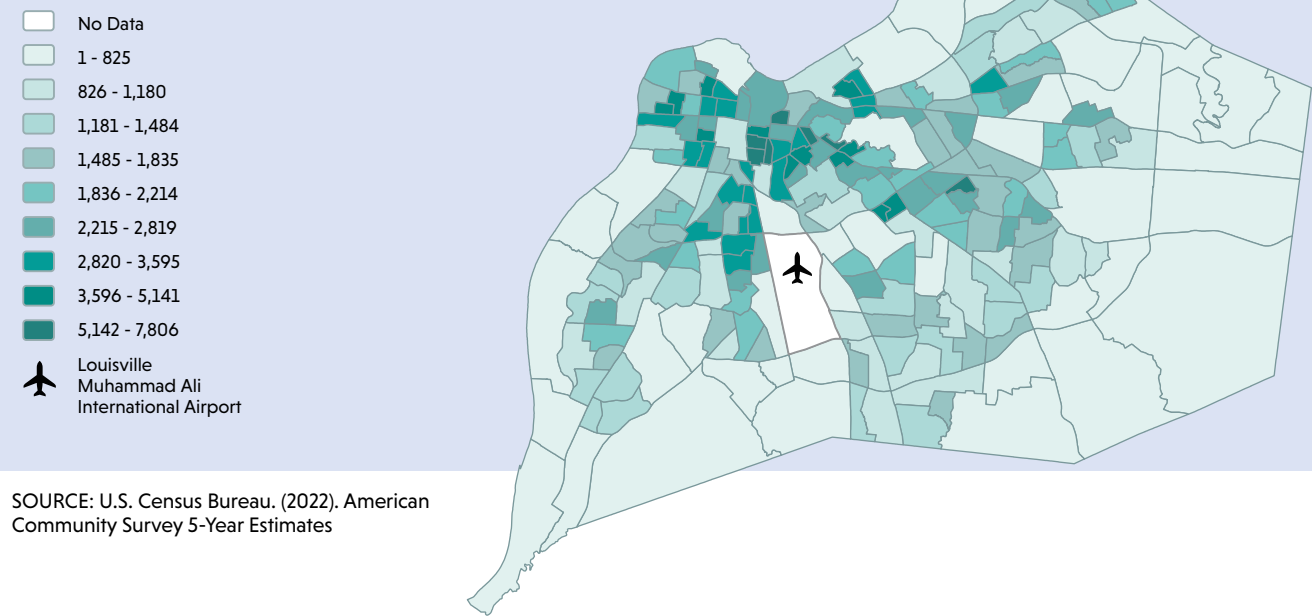 No Data
1 - 825
826 - 1,180
1,181 - 1,484
1,485 - 1,835
1,836 - 2,214
2,215 - 2,819
2,820 - 3,595
3,596 - 5,141
5,142 - 7,806
Louisville
Muhammad Ali
International Airport
SOURCE: U.S. Census Bureau. (2022). American
Community Survey 5-Year Estimates